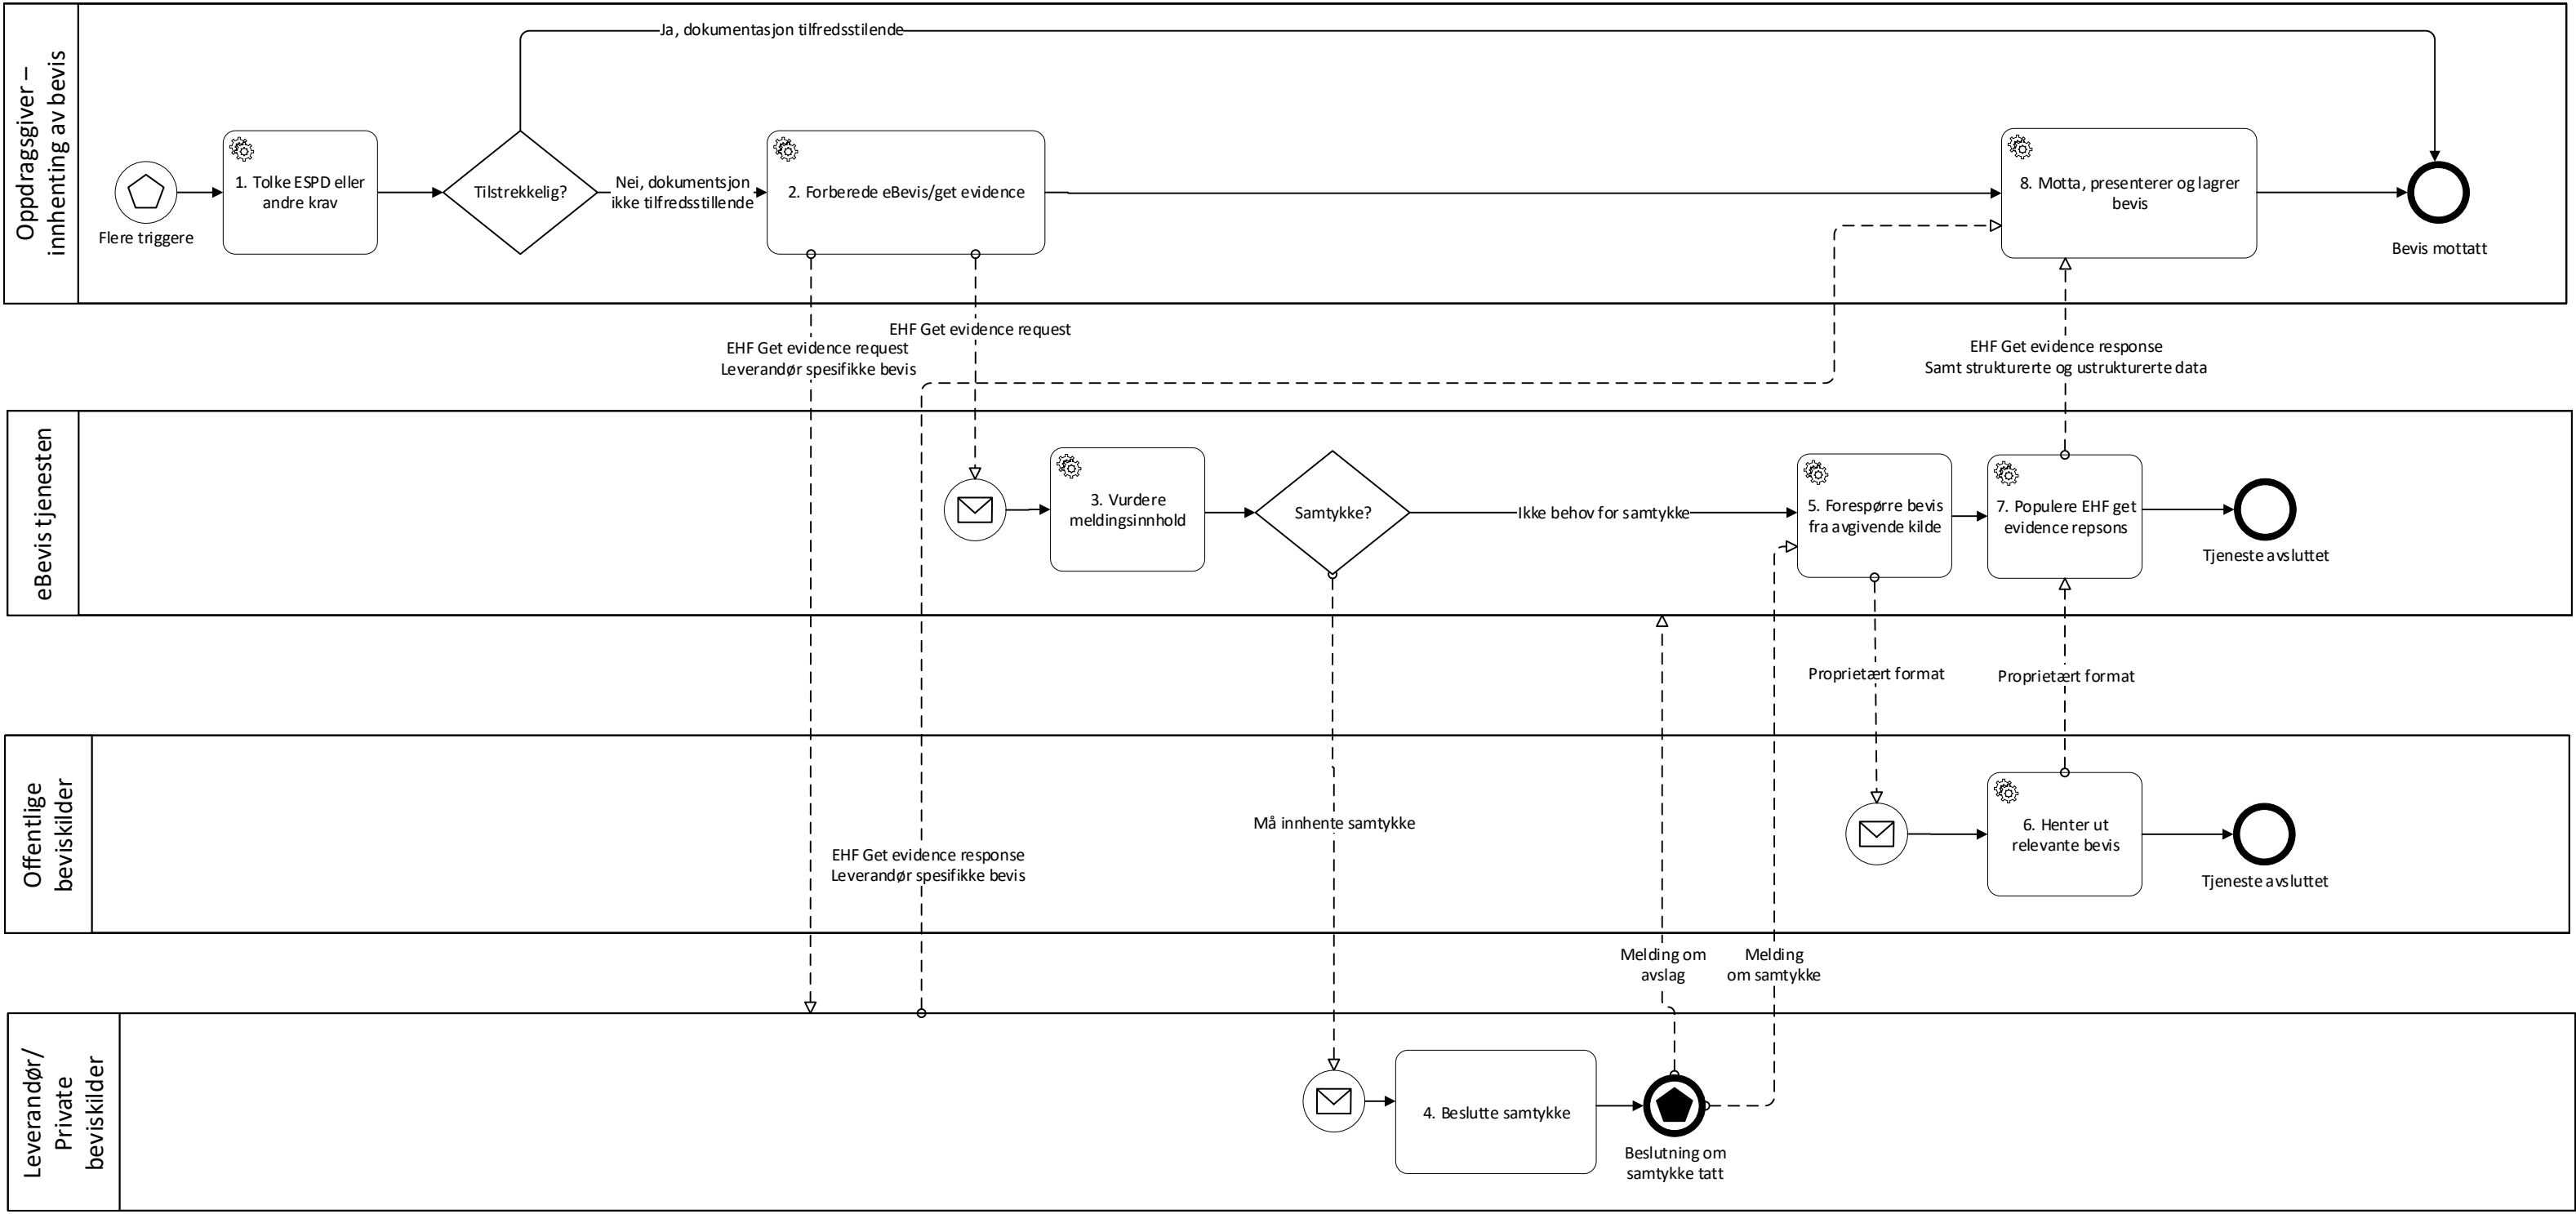 Oppdragsgiver –
innhenting av bevis
Ja, dokumentasjon tilfredsstilende
Flere triggere
1. Tolke ESPD eller
andre krav
Tilstrekkelig?
Nei, dokumentsjon
ikke tilfredsstillende
2. Forberede eBevis/get evidence
8. Motta, presenterer og lagrer
bevis
Bevis mottatt
EHF Get evidence request
EHF Get evidence request
Leverandør spesifikke bevis
EHF Get evidence response
Samt strukturerte og ustrukturerte data
eBevis tjenesten
3. Vurdere
meldingsinnhold
Samtykke?
Ikke behov for samtykke
5. Forespørre bevis
fra avgivende kilde
7. Populere EHF get
evidence repsons
Tjeneste avsluttet
Proprietært format
Proprietært format
Offentlige
beviskilder
Må innhente samtykke
EHF Get evidence response
Leverandør spesifikke bevis
6. Henter ut
relevante bevis
Tjeneste avsluttet
Melding om
avslag
Melding
om samtykke
Leverandør/
Private
beviskilder
4. Beslutte samtykke
Beslutning om
samtykke tatt